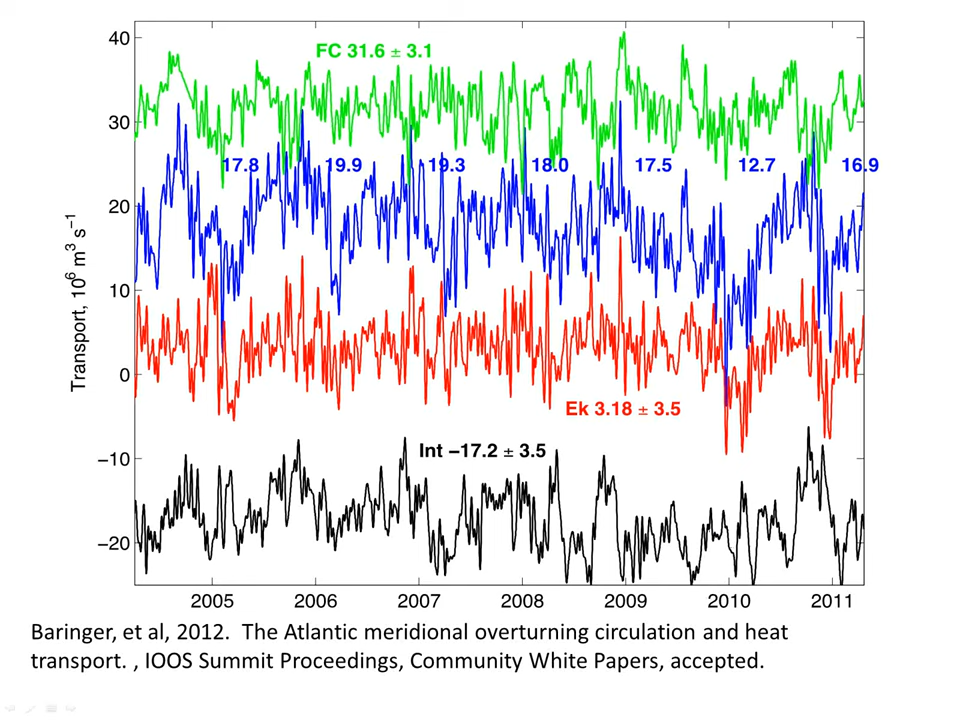 40
FC 31.6 ± 3.1
30
17.8 19.9 19.3 18.0 17.5 12.7 16.9
20
10
0
Ek 3.18 ± 3.5
Int −17.2 ± 3.5
−10
−20
Transport, 10⁶ m³ s⁻¹
2005 2006 2007 2008 2009 2010 2011
Baringer, et al, 2012.  The Atlantic meridional overturning circulation and heat
transport. , IOOS Summit Proceedings, Community White Papers, accepted.